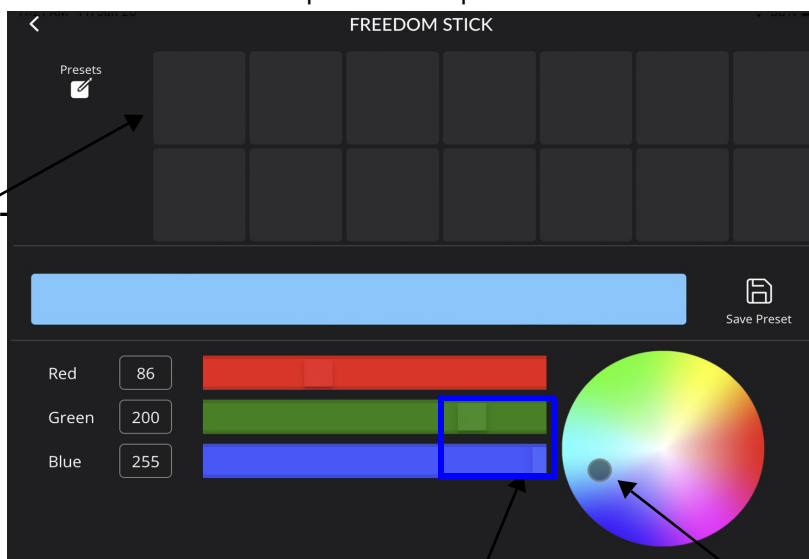 FREEDOM STICK
Presets
Save Preset
Red 86
Green 200
Blue 255